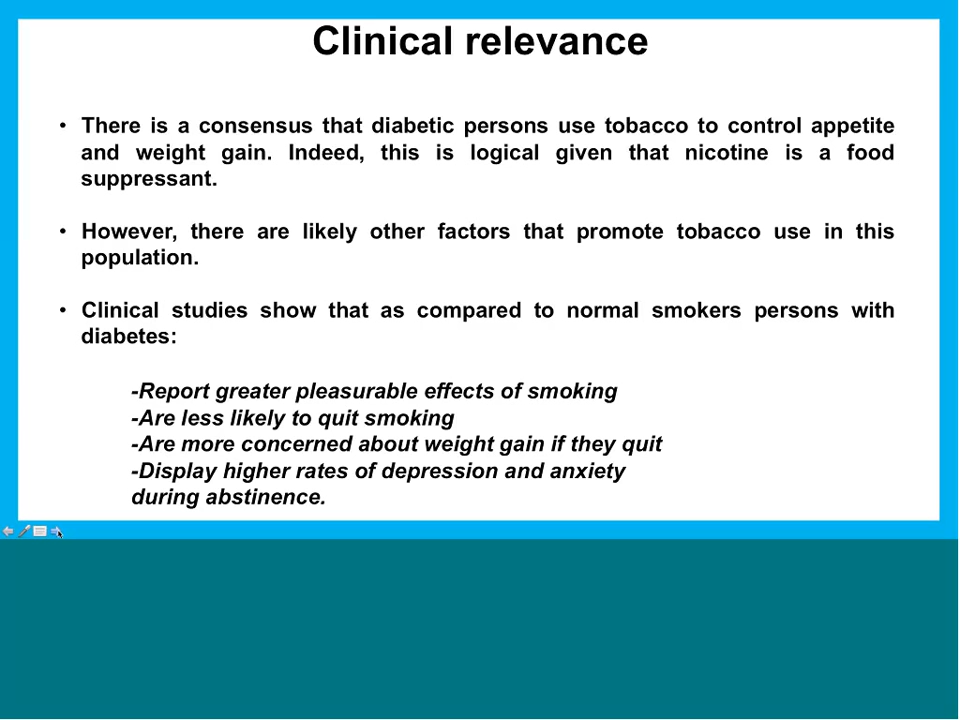 Clinical relevance
• There is a consensus that diabetic persons use tobacco to control appetite
and weight gain. Indeed, this is logical given that nicotine is a food
suppressant.
• However, there are likely other factors that promote tobacco use in this
population.
• Clinical studies show that as compared to normal smokers persons with
diabetes:
-Report greater pleasurable effects of smoking
-Are less likely to quit smoking
-Are more concerned about weight gain if they quit
-Display higher rates of depression and anxiety
during abstinence.